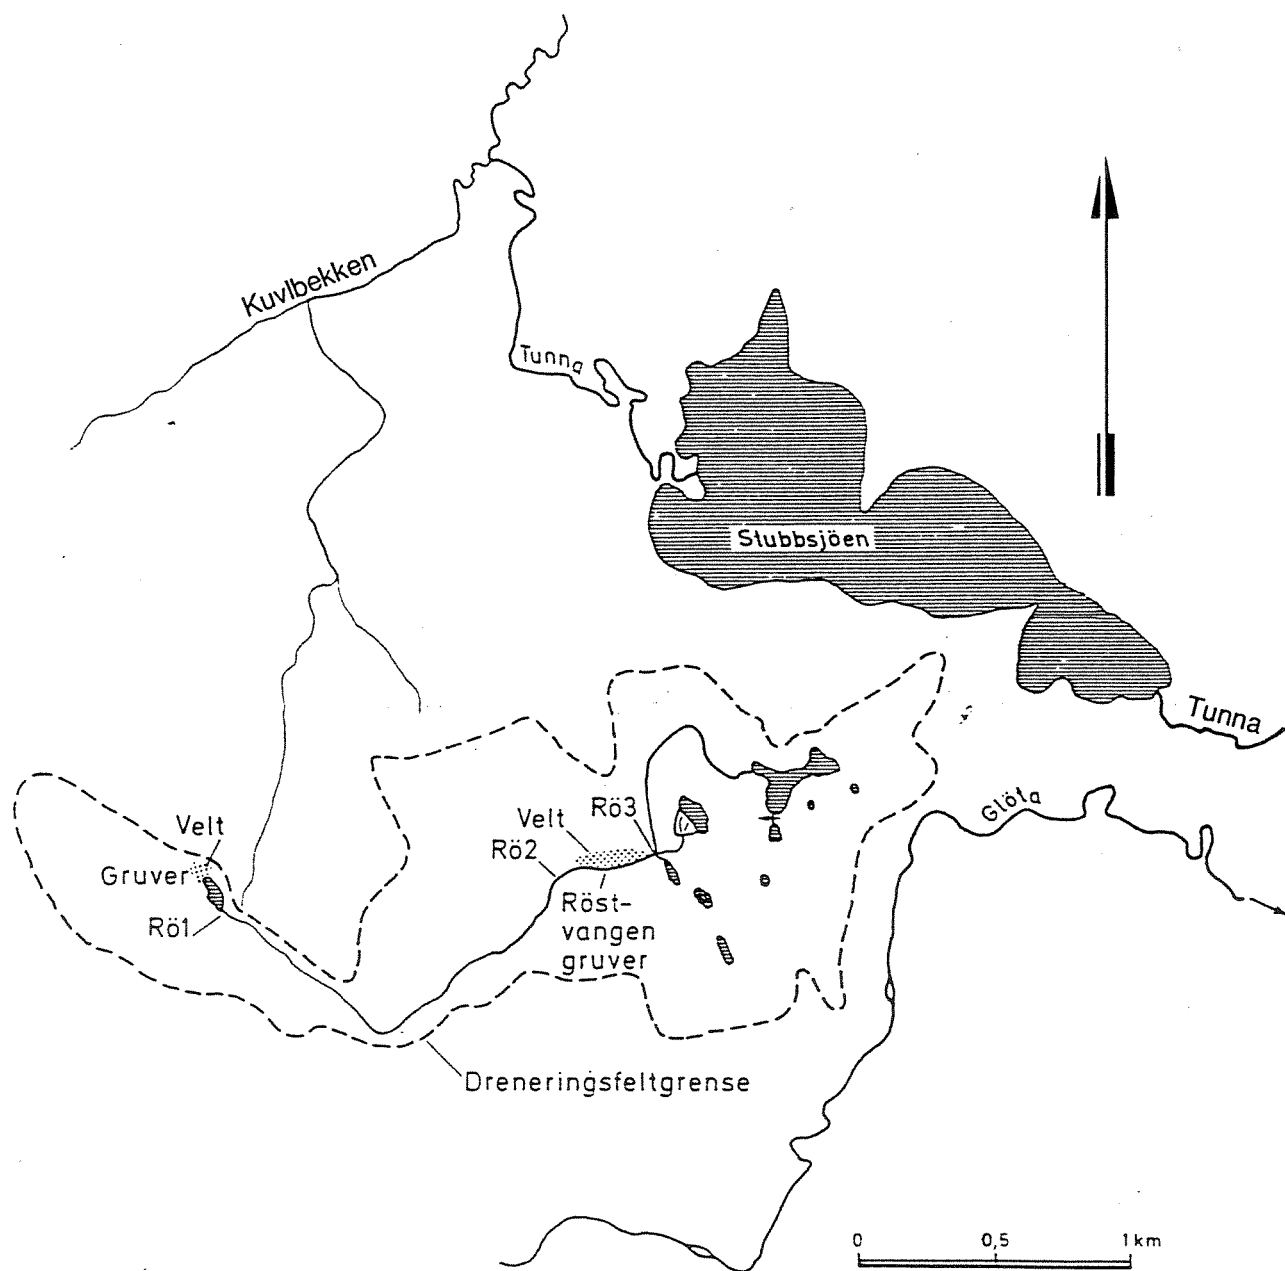 Kuvlbekken
Tunna
Stubbsjöen
Tunna
Glöta
Velt
Gruver
Rö1
Velt
Rö3
Rö2
Röst-
vangen
gruver
Dreneringsfeltgrense
0 0,5 1 km